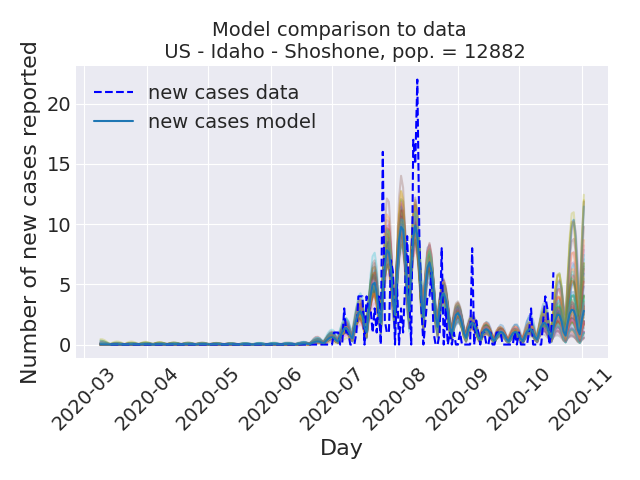 Model comparison to data
US - Idaho - Shoshone, pop. = 12882
Number of new cases reported
20
15
10
5
0
new cases data
new cases model
2020-03
2020-04
2020-05
2020-06
2020-07
2020-08
2020-09
2020-10
2020-11
Day